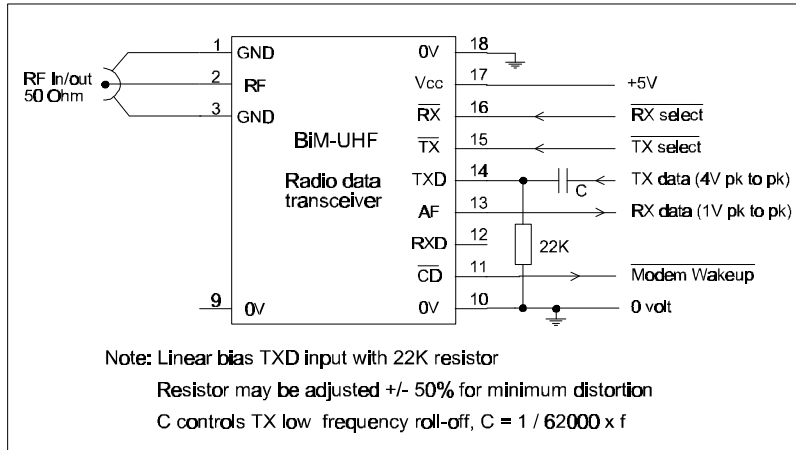 1 GND
RF In/out
50 Ohm
2 RF
3 GND
BiM-UHF
Radio data
transceiver
9 0V
0V 18
Vcc 17 +5V
RX 16 RX select
TX 15 TX select
TXD 14 C TX data (4V pk to pk)
AF 13 RX data (1V pk to pk)
RXD 12
22K
CD 11 Modem Wakeup
0V 10 0 volt
Note: Linear bias TXD input with 22K resistor
Resistor may be adjusted +/- 50% for minimum distortion
C controls TX low frequency roll-off, C = 1 / 62000 x f